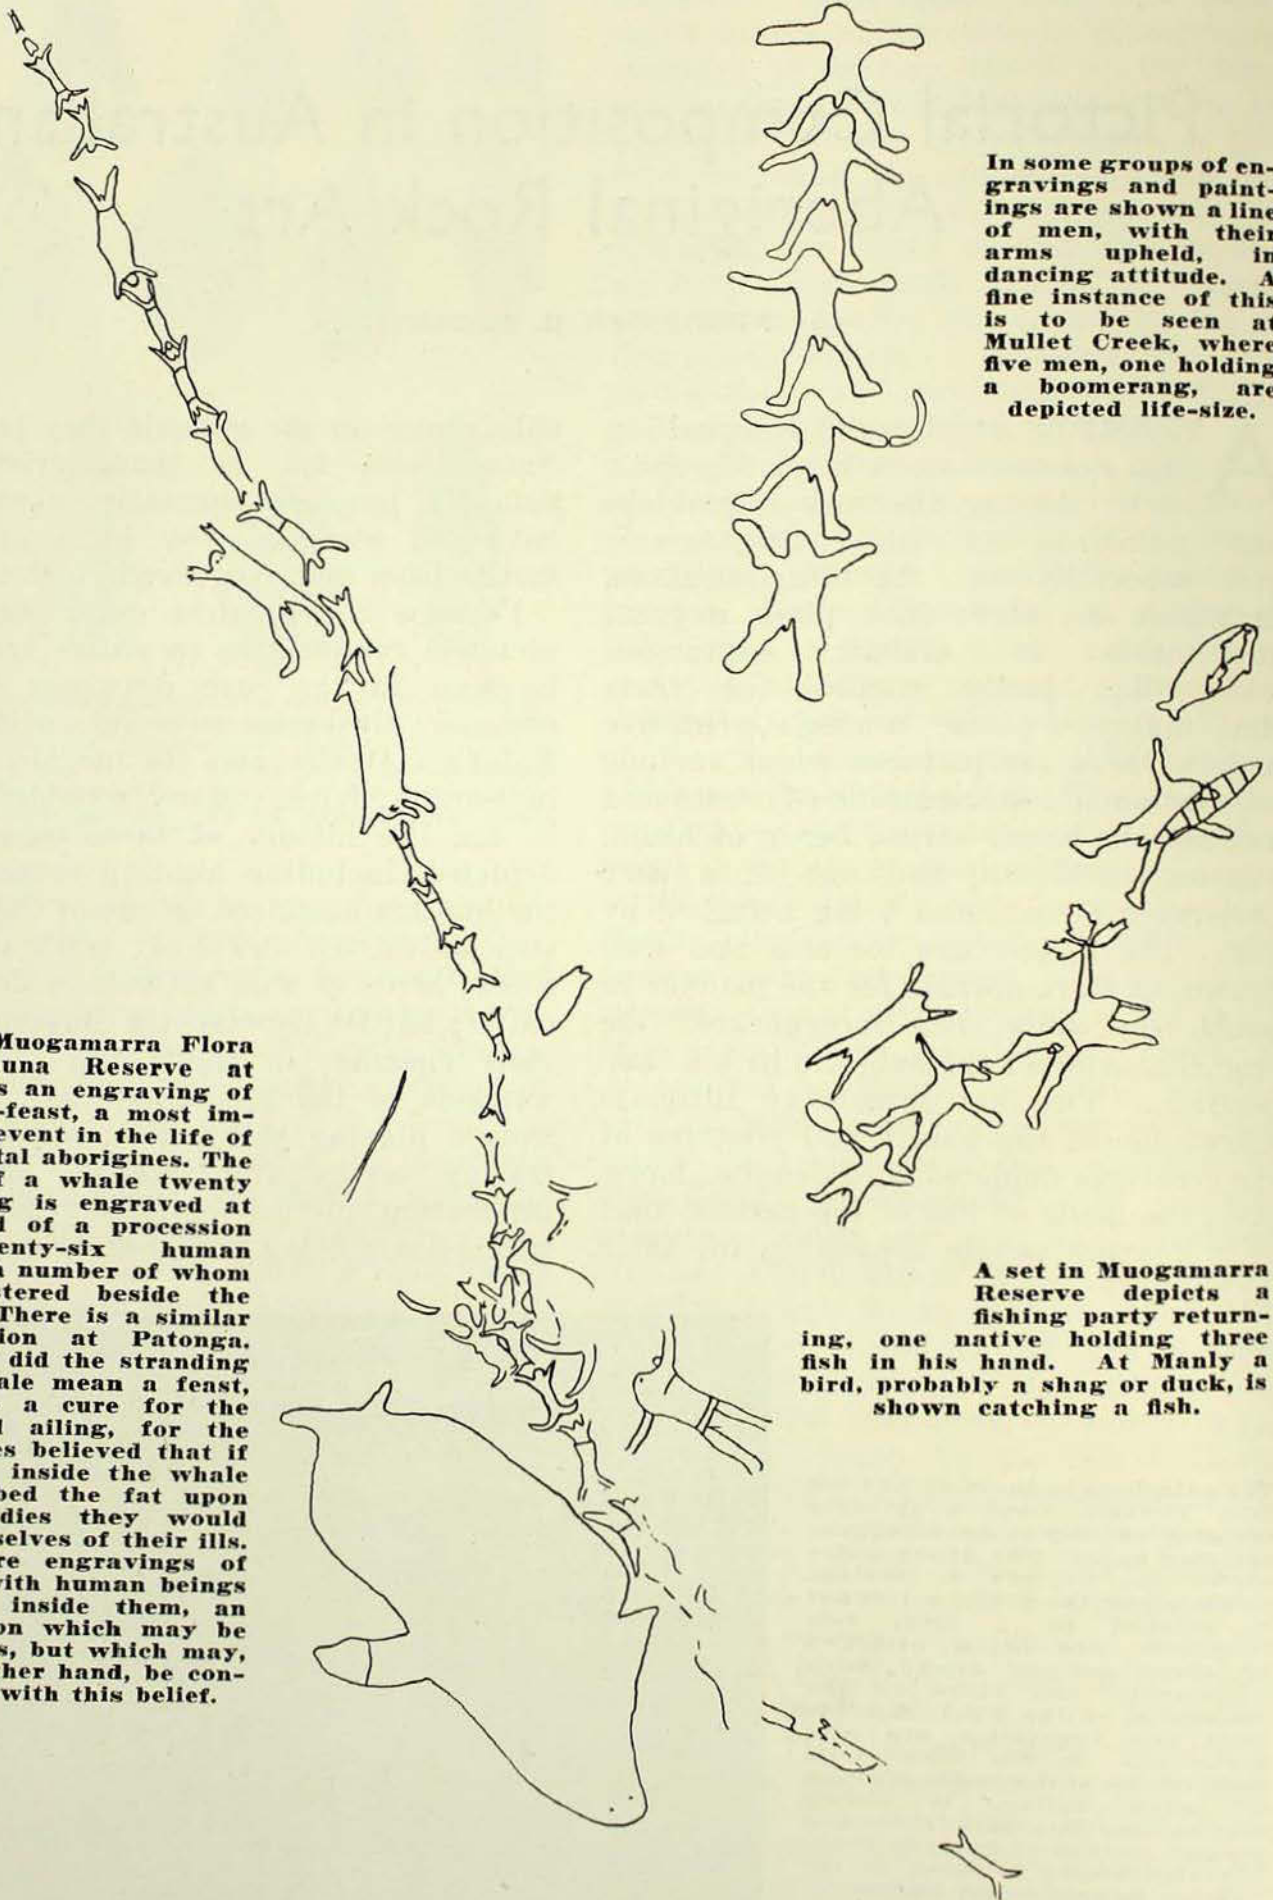 In some groups of en-
gravings and paint-
ings are shown a line
of men, with their
arms upheld, in
dancing attitude. A
fine instance of this
is to be seen at
Mullet Creek, where
five men, one holding
a boomerang, are
depicted life-size.
Muogamarra Flora
una Reserve at
s an engraving of
-feast, a most im-
event in the life of
tal aborigines. The
f a whale twenty
g is engraved at
l of a procession
enty-six human
a number of whom
stered beside the
There is a similar
ion at Patonga.
did the stranding
ale mean a feast,
a cure for the
d ailing, for the
es believed that if
inside the whale
bed the fat upon
dies they would
selves of their ills.
re engravings of
with human beings
inside them, an
on which may be
s, but which may,
her hand, be con-
with this belief.
A set in Muogamarra
Reserve depicts a
fishing party return-
ing, one native holding three
fish in his hand. At Manly a
bird, probably a shag or duck, is
shown catching a fish.